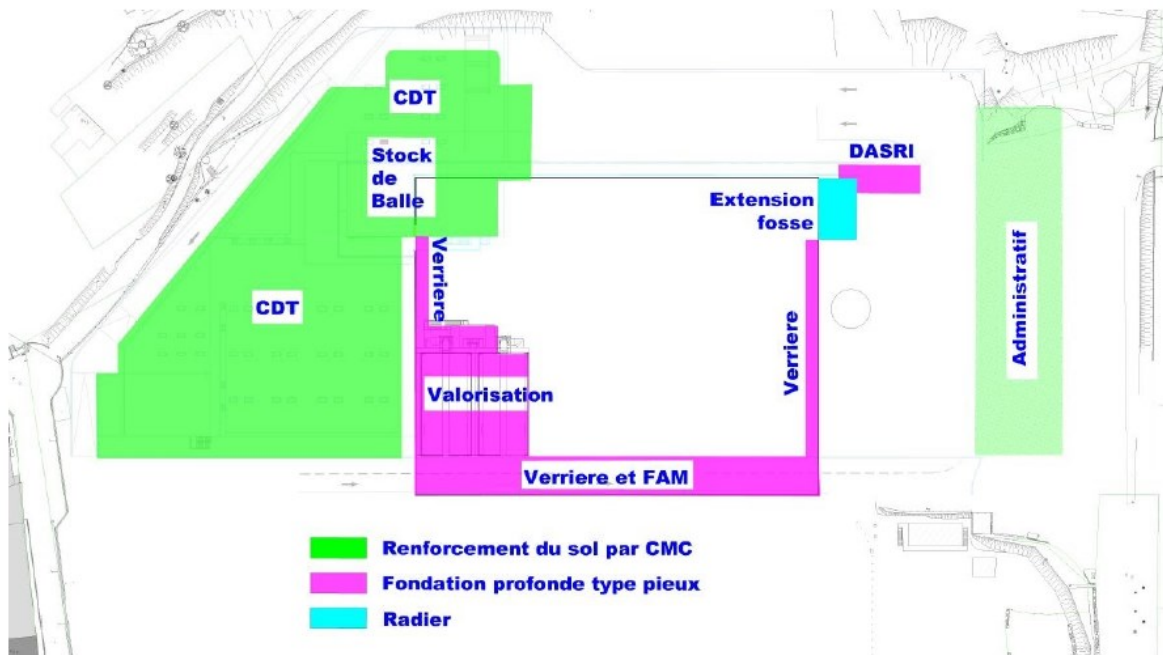 CDT
Stock
de
Balle
DASRI
Extension
fosse
Verriere
CDT
Verriere
Administratif
Valorisation
Verriere et FAM
Renforcement du sol par CMC
Fondation profonde type pieux
Radier